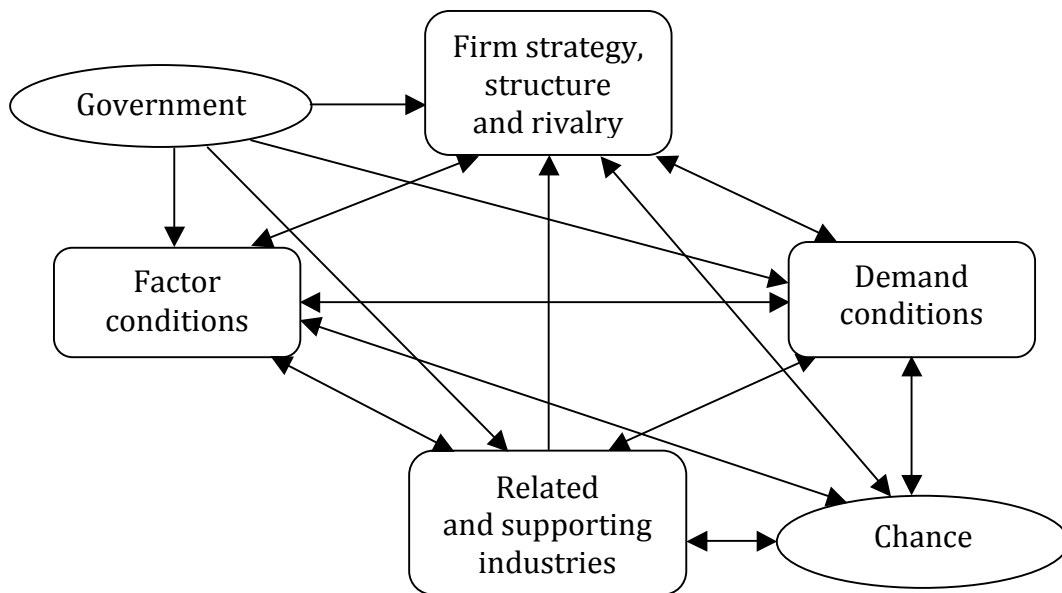 Firm strategy,
structure
and rivalry
Government
Factor
conditions
Demand
conditions
Related
and supporting
industries
Chance